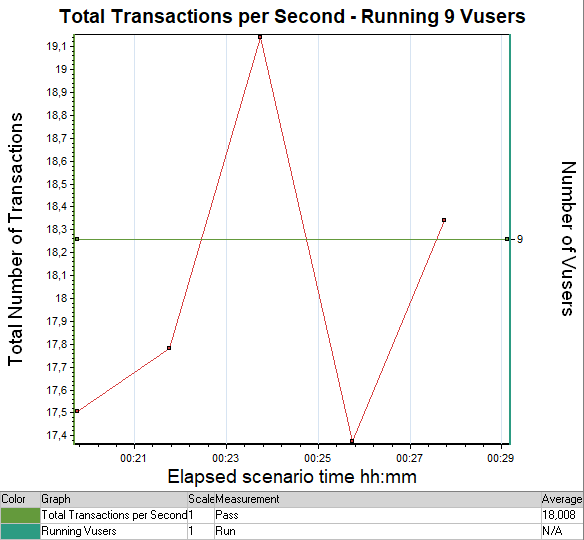 Total Transactions per Second - Running 9 Vusers
19,1
19
18,9
18,8
18,7
18,6
18,5
18,4
18,3
18,2
18,1
18
17,9
17,8
17,7
17,6
17,5
17,4
Total Number of Transactions
9
Number of Vusers
00:21 00:23 00:25 00:27 00:29
Elapsed scenario time hh:mm
Color Graph Scale Measurement Average
Total Transactions per Second 1 Pass 18,008
Running Vusers 1 Run N/A